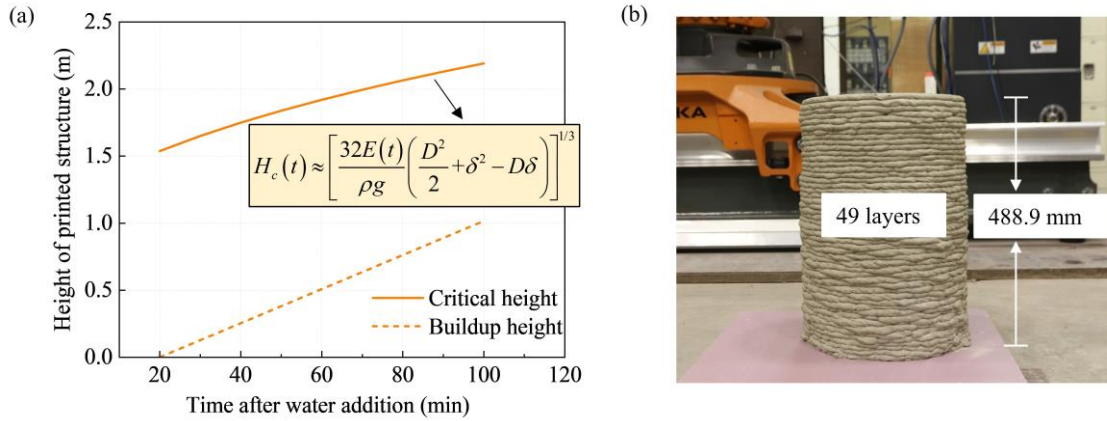 (a)
Height of printed structure (m)
2.5
2.0
1.5
1.0
0.5
0.0
H_c(t) ≈ [32E(t)/ρg (D²/2 + δ² − Dδ)]^{1/3}
Critical height
Buildup height
20 40 60 80 100 120
Time after water addition (min)
(b)
KA
49 layers
488.9 mm